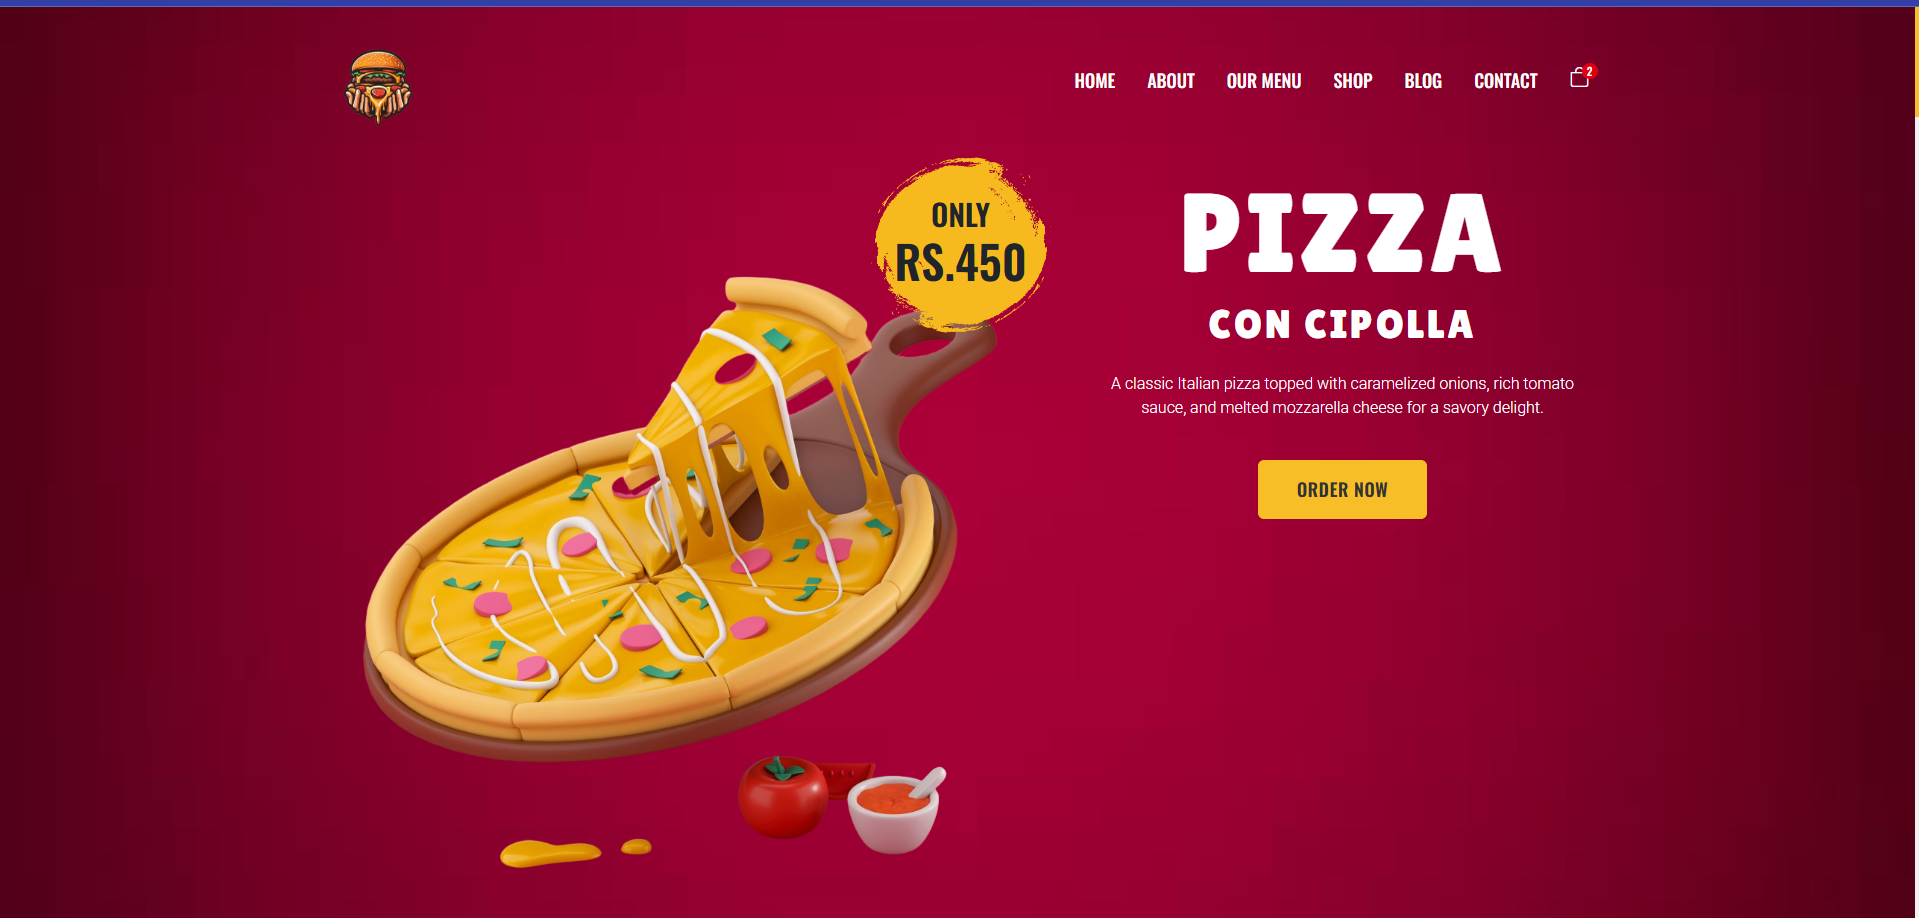 HOME ABOUT OUR MENU SHOP BLOG CONTACT 2
ONLY
RS.450
PIZZA
CON CIPOLLA
A classic Italian pizza topped with caramelized onions, rich tomato
sauce, and melted mozzarella cheese for a savory delight.
ORDER NOW